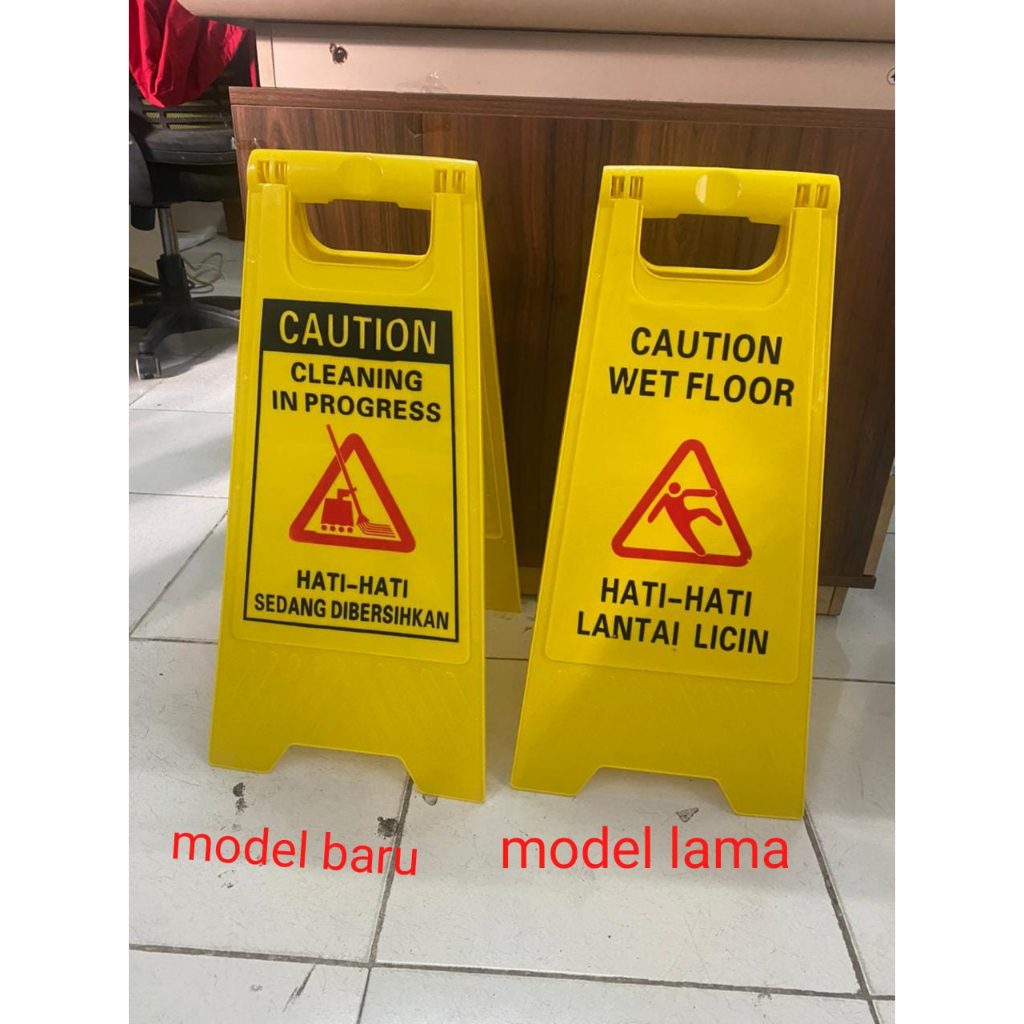 CAUTION
CLEANING
IN PROGRESS
HATI-HATI
SEDANG DIBERSIHKAN
CAUTION
WET FLOOR
HATI-HATI
LANTAI LICIN
model baru
model lama